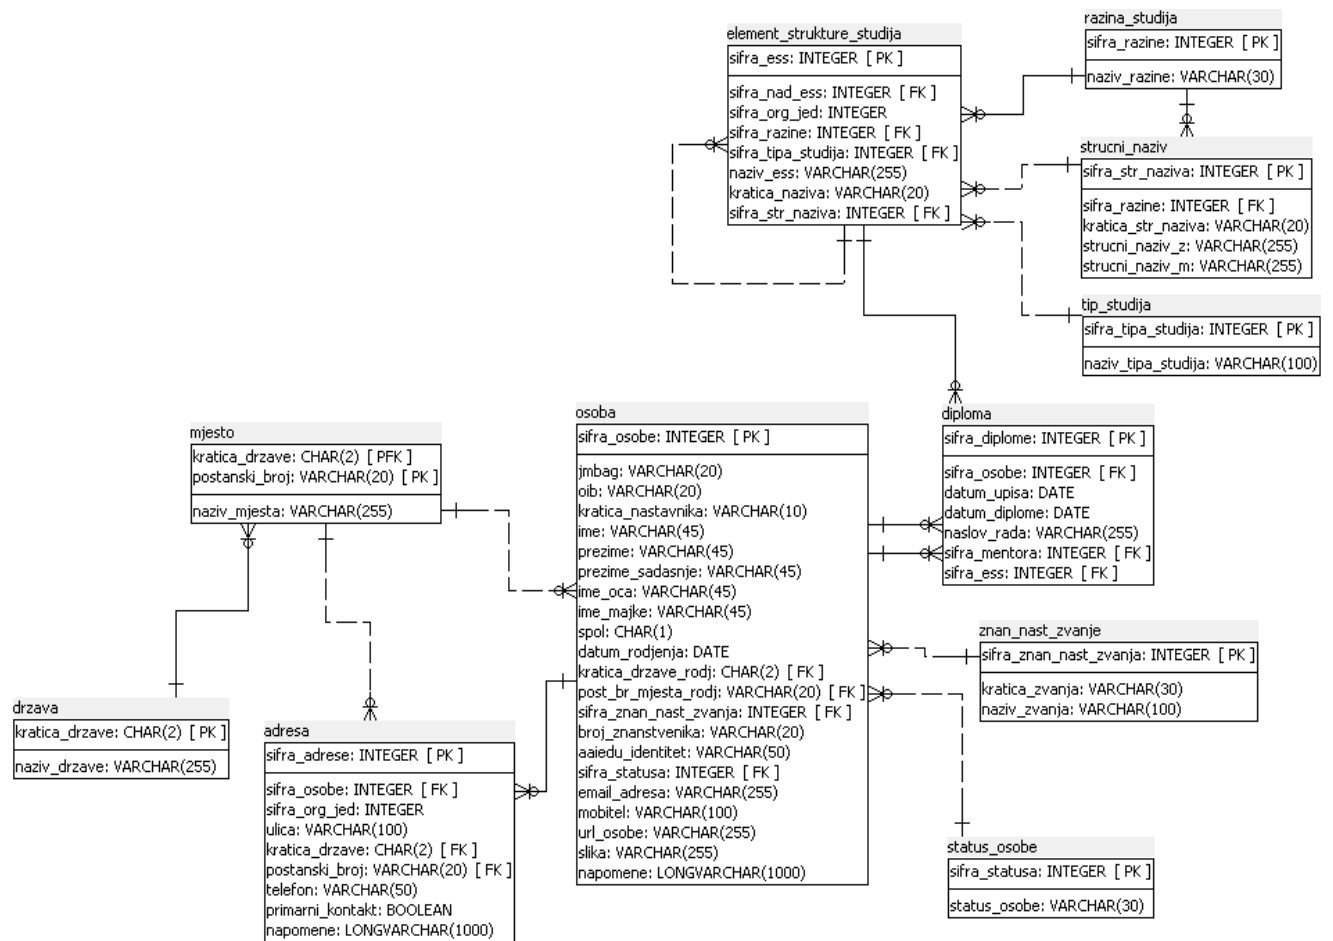 element_strukture_studija
sifra_ess: INTEGER [ PK ]
sifra_nad_ess: INTEGER [ FK ]
sifra_org_jed: INTEGER
sifra_razine: INTEGER [ FK ]
sifra_tipa_studija: INTEGER [ FK ]
naziv_ess: VARCHAR(255)
kratica_naziva: VARCHAR(20)
sifra_str_naziva: INTEGER [ FK ]
razina_studija
sifra_razine: INTEGER [ PK ]
naziv_razine: VARCHAR(30)
strucni_naziv
sifra_str_naziva: INTEGER [ PK ]
sifra_razine: INTEGER [ FK ]
kratica_str_naziva: VARCHAR(20)
strucni_naziv_z: VARCHAR(255)
strucni_naziv_m: VARCHAR(255)
tip_studija
sifra_tipa_studija: INTEGER [ PK ]
naziv_tipa_studija: VARCHAR(100)
mjesto
kratica_drzave: CHAR(2) [ PFK ]
postanski_broj: VARCHAR(20) [ PK ]
naziv_mjesta: VARCHAR(255)
osoba
sifra_osobe: INTEGER [ PK ]
jmbag: VARCHAR(20)
oib: VARCHAR(20)
kratica_nastavnika: VARCHAR(10)
ime: VARCHAR(45)
prezime: VARCHAR(45)
prezime_sadasnje: VARCHAR(45)
ime_oca: VARCHAR(45)
ime_majke: VARCHAR(45)
spol: CHAR(1)
datum_rodjenja: DATE
kratica_drzave_rodj: CHAR(2) [ FK ]
post_br_mjesta_rodj: VARCHAR(20) [ FK ]
sifra_znan_nast_zvanja: INTEGER [ FK ]
broj_znanstvenika: VARCHAR(20)
aaiedu_identitet: VARCHAR(50)
sifra_statusa: INTEGER [ FK ]
email_adresa: VARCHAR(255)
mobitel: VARCHAR(100)
url_osobe: VARCHAR(255)
slika: VARCHAR(255)
napomene: LONGVARCHAR(1000)
diploma
sifra_diplome: INTEGER [ PK ]
sifra_osobe: INTEGER [ FK ]
datum_upisa: DATE
datum_diplome: DATE
naslov_rada: VARCHAR(255)
sifra_mentora: INTEGER [ FK ]
sifra_ess: INTEGER [ FK ]
znan_nast_zvanje
sifra_znan_nast_zvanja: INTEGER [ PK ]
kratica_zvanja: VARCHAR(30)
naziv_zvanja: VARCHAR(100)
drzava
kratica_drzave: CHAR(2) [ PK ]
naziv_drzave: VARCHAR(255)
adresa
sifra_adrese: INTEGER [ PK ]
sifra_osobe: INTEGER [ FK ]
sifra_org_jed: INTEGER
ulica: VARCHAR(100)
kratica_drzave: CHAR(2) [ FK ]
postanski_broj: VARCHAR(20) [ FK ]
telefon: VARCHAR(50)
primarni_kontakt: BOOLEAN
napomene: LONGVARCHAR(1000)
status_osobe
sifra_statusa: INTEGER [ PK ]
status_osobe: VARCHAR(30)